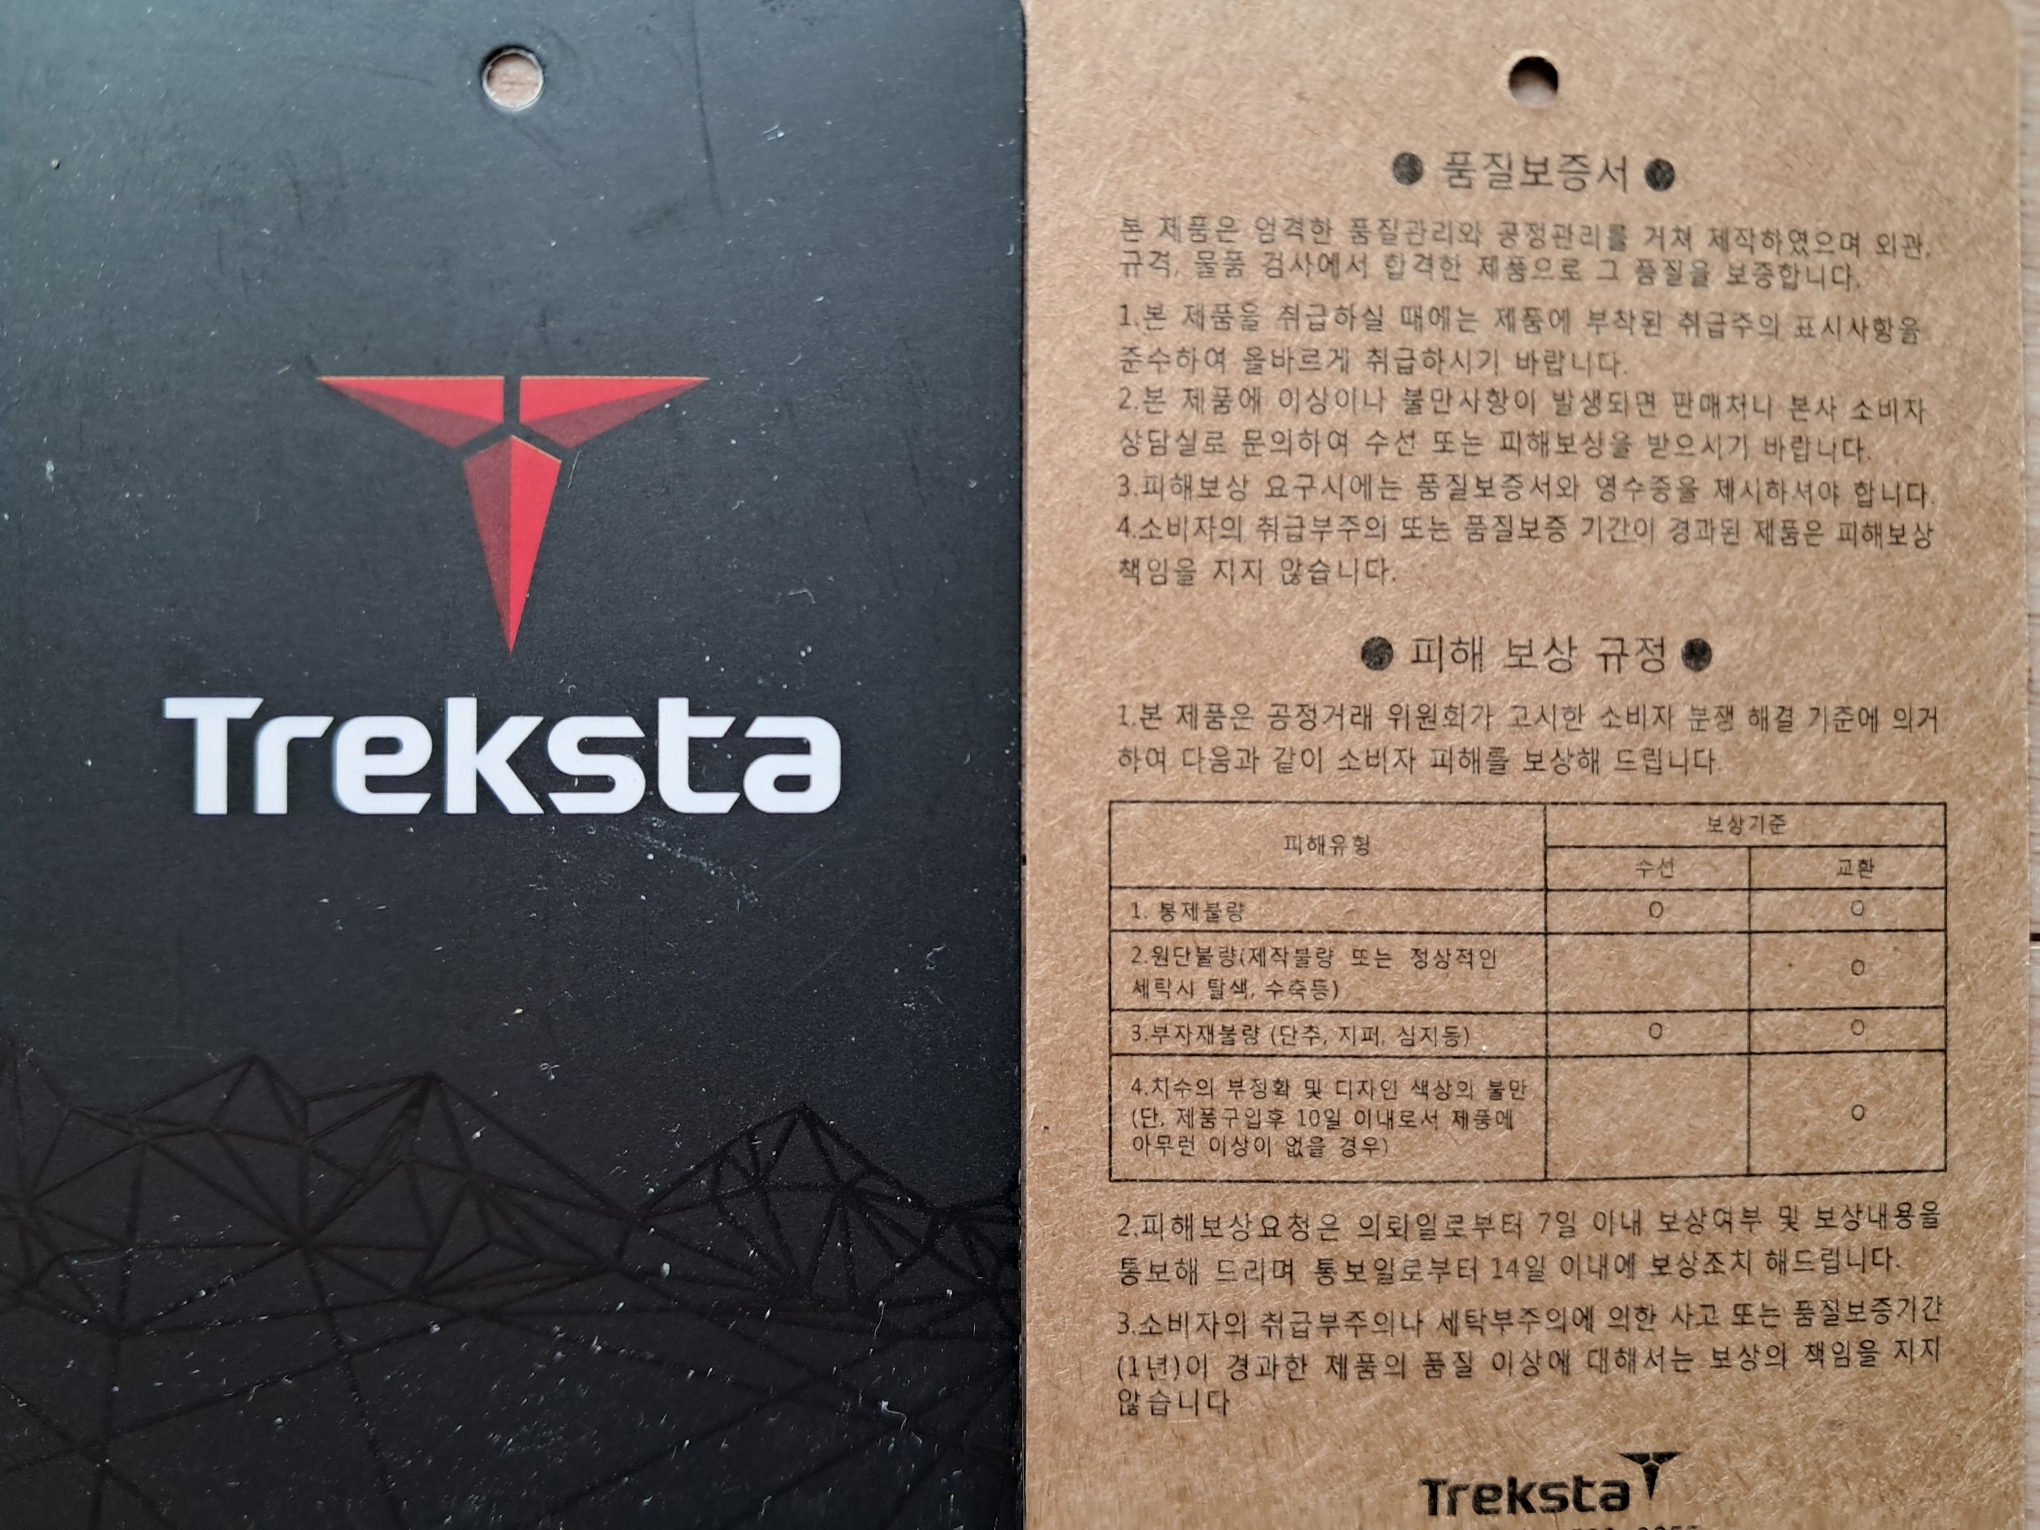 Treksta
● 품질보증서 ●
본 제품은 엄격한 품질관리와 공정관리를 거쳐 제작하였으며 외관,
규격, 물품 검사에서 합격한 제품으로 그 품질을 보증합니다.
1.본 제품을 취급하실 때에는 제품에 부착된 취급주의 표시사항을
준수하여 올바르게 취급하시기 바랍니다.
2.본 제품에 이상이나 불만사항이 발생되면 판매처나 본사 소비자
상담실로 문의하여 수선 또는 피해보상을 받으시기 바랍니다.
3.피해보상 요구시에는 품질보증서와 영수증을 제시하셔야 합니다.
4.소비자의 취급부주의 또는 품질보증 기간이 경과된 제품은 피해보상
책임을 지지 않습니다.
● 피해 보상 규정 ●
1.본 제품은 공정거래 위원회가 고시한 소비자 분쟁 해결 기준에 의거
하여 다움과 같이 소비자 피해를 보상해 드립니다.
피해유형
보상기준
수선 교환
1. 봉제불량 O O
2.원단불량(제작불량 또는 정상적인
세탁시 탈색, 수축등) O
3.부자재불량 (단추, 지퍼, 심지등) O O
4.치수의 부정확 및 디자인 색상의 불만
(단, 제품구입후 10일 이내로서 제품에
아무런 이상이 없을 경우) O
2.피해보상요청은 의뢰일로부터 7일 이내 보상여부 및 보상내용을
통보해 드리며 통보일로부터 14일 이내에 보상조치 해드립니다.
3.소비자의 취급부주의나 세탁부주의에 의한 사고 또는 품질보증기간
(1년)이 경과한 제품의 품질 이상에 대해서는 보상의 책임을 지지
않습니다
Treksta